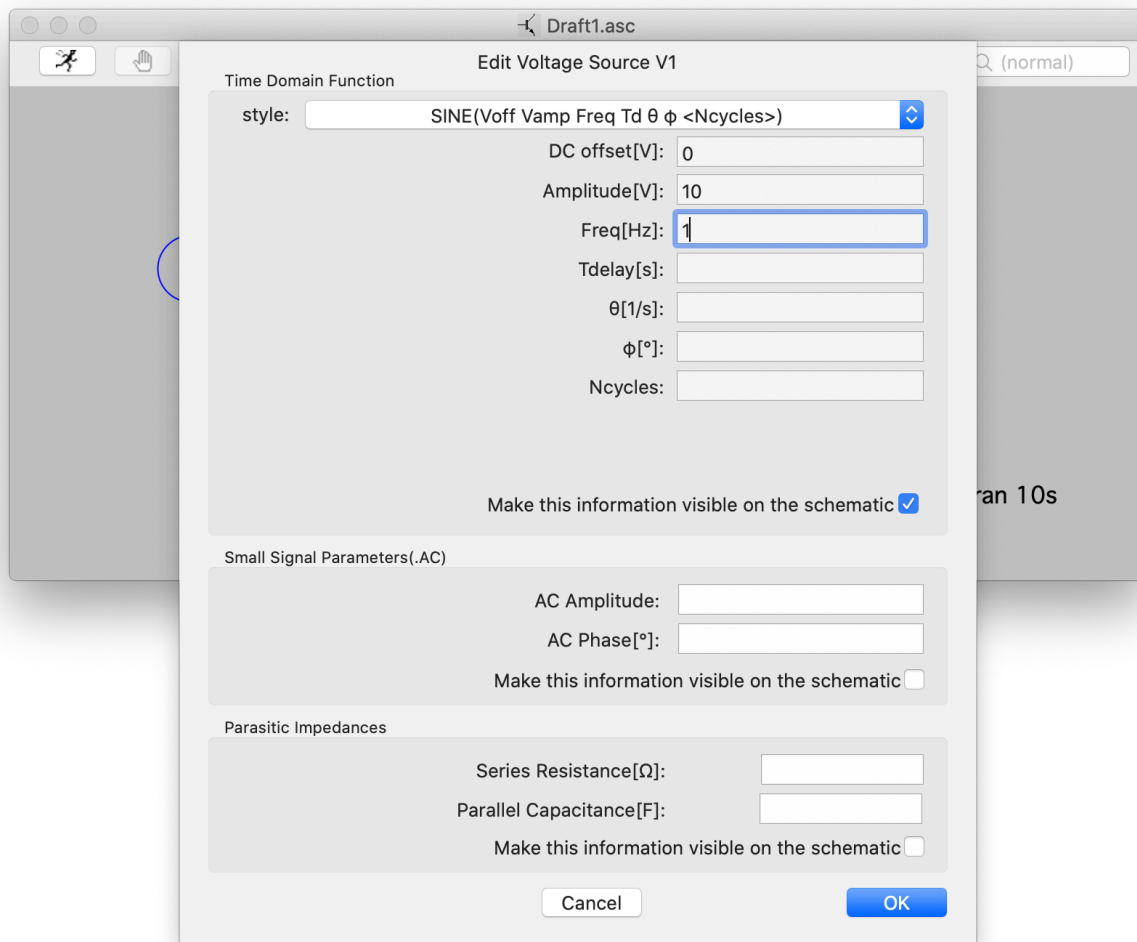 Draft1.asc
(normal)
Edit Voltage Source V1
Time Domain Function
style: SINE(Voff Vamp Freq Td θ φ <Ncycles>)
DC offset[V]: 0
Amplitude[V]: 10
Freq[Hz]: 1
Tdelay[s]:
θ[1/s]:
φ[°]:
Ncycles:
Make this information visible on the schematic
ran 10s
Small Signal Parameters(.AC)
AC Amplitude:
AC Phase[°]:
Make this information visible on the schematic
Parasitic Impedances
Series Resistance[Ω]:
Parallel Capacitance[F]:
Make this information visible on the schematic
Cancel OK